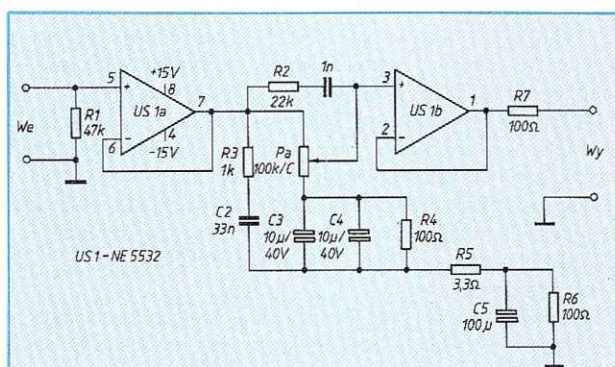 We
R1
47k
5
+
6
-
+15V
8
US 1a
4
-15V
7
R2
22k
1n
R3
1k
Pa
100k/C
C2
33n
C3
10μ/
40V
C4
10μ/
40V
R4
100Ω
3
+
2
-
US 1b
1
R7
100Ω
Wy
R5
3,3Ω
C5
100μ
R6
100Ω
US1-NE 5532